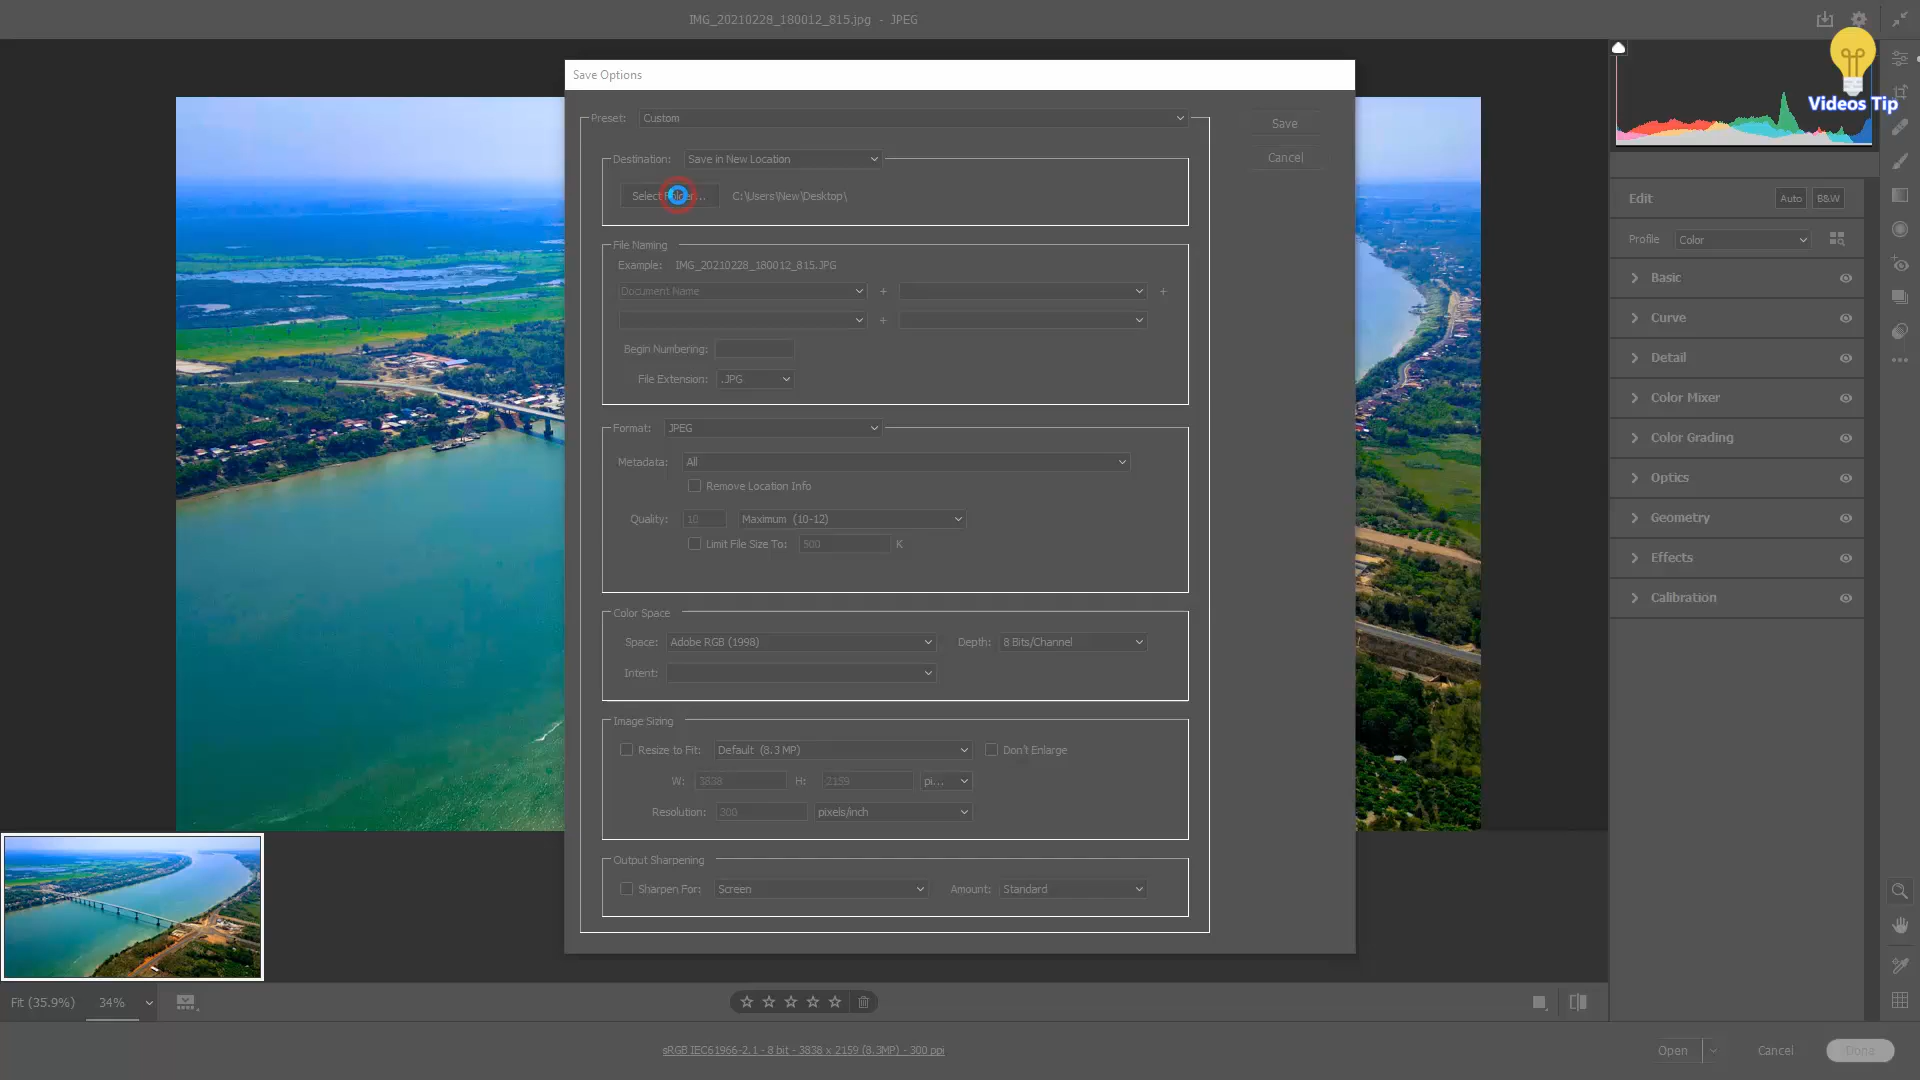 IMG_20210228_180012_815.jpg - JPEG
Videos Tip
Save Options
Preset: Custom
Save
Cancel
Destination: Save in New Location
Select C:\Users\New\Desktop\
File Naming
Example: IMG_20210228_180012_815.JPG
Document Name + +
+
Begin Numbering:
File Extension: .JPG
Format: JPEG
Metadata: All
Remove Location Info
Quality: 10 Maximum (10-12)
Limit File Size To: 500 K
Color Space
Space: Adobe RGB (1998) Depth: 8 Bits/Channel
Intent:
Image Sizing
Resize to Fit: Default (8.3 MP) Don't Enlarge
W: 3838 H: 2159 pi...
Resolution: 300 pixels/inch
Output Sharpening
Sharpen For: Screen Amount: Standard
Edit Auto B&W
Profile Color
Basic
Curve
Detail
Color Mixer
Color Grading
Optics
Geometry
Effects
Calibration
Fit (35.9%) 34%
sRGB IEC61966-2.1 - 8 bit - 3838 x 2159 (8.3MP) - 300 ppi
Open Cancel Done